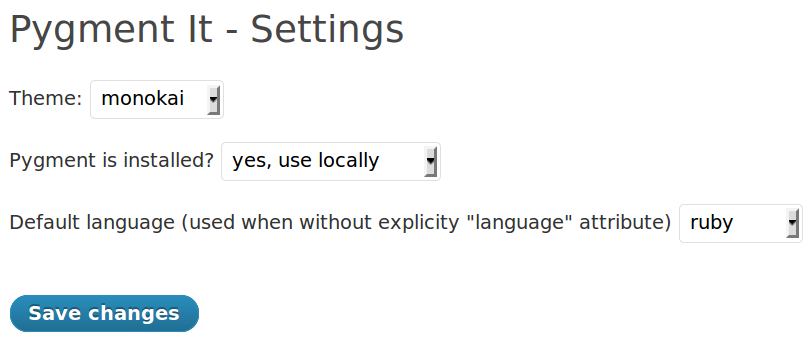 Pygment It - Settings
Theme: monokai
Pygment is installed? yes, use locally
Default language (used when without explicity "language" attribute) ruby
Save changes